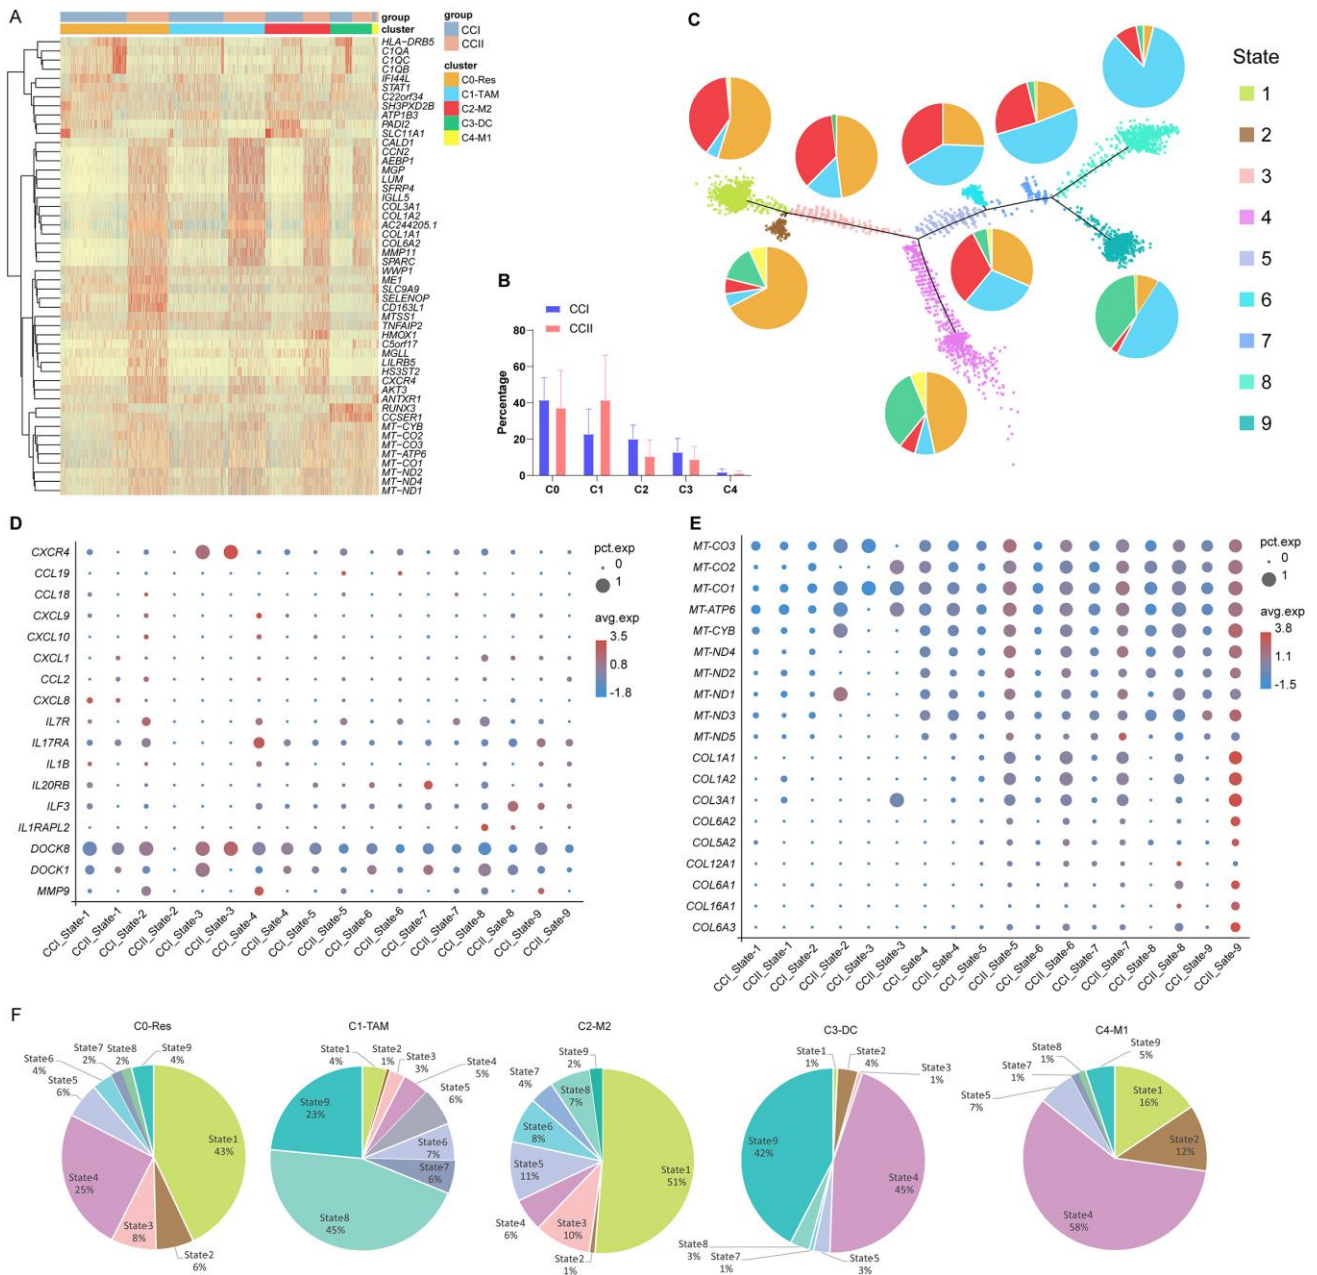 A
group
cluster
HLA−DRB5
C1QA
C1QC
C1QB
IFI44L
STAT1
C22orf34
SH3PXD2B
ATP1B3
PADI2
SLC11A1
CALD1
CCN2
AEBP1
MGP
LUM
SFRP4
IGLL5
COL3A1
COL1A2
AC244205.1
COL1A1
COL6A2
MMP11
SPARC
WWP1
ME1
SLC9A9
SELENOP
CD163L1
MTSS1
TNFAIP2
HMOX1
C5orf17
MGLL
LILRB5
HS3ST2
CXCR4
AKT3
ANTXR1
RUNX3
CCSER1
MT−CYB
MT−CO2
MT−CO3
MT−ATP6
MT−CO1
MT−ND2
MT−ND4
MT−ND1
group
CCI
CCII
cluster
C0-Res
C1-TAM
C2-M2
C3-DC
C4-M1
B
CCI
CCII
Percentage
80
60
40
20
0
C0 C1 C2 C3 C4
C
State
1
2
3
4
5
6
7
8
9
D
CXCR4
CCL19
CCL18
CXCL9
CXCL10
CXCL1
CCL2
CXCL8
IL7R
IL17RA
IL1B
IL20RB
ILF3
IL1RAPL2
DOCK8
DOCK1
MMP9
CCI_State-1
CCII_State-1
CCI_State-2
CCII_State-2
CCI_State-3
CCII_State-3
CCI_Sate-4
CCII_State-4
CCI_State-5
CCII_State-5
CCI_State-6
CCII_State-6
CCI_State-7
CCII_State-7
CCI_State-8
CCII_Sate-8
CCI_State-9
CCII_Sate-9
pct.exp
0
1
avg.exp
3.5
0.8
-1.8
E
MT-CO3
MT-CO2
MT-CO1
MT-ATP6
MT-CYB
MT-ND4
MT-ND2
MT-ND1
MT-ND3
MT-ND5
COL1A1
COL1A2
COL3A1
COL6A2
COL5A2
COL12A1
COL6A1
COL16A1
COL6A3
CCI_State-1
CCII_State-1
CCI_State-2
CCII_State-2
CCI_State-3
CCII_State-3
CCI_Sate-4
CCII_State-4
CCI_State-5
CCII_State-5
CCI_State-6
CCII_State-6
CCI_State-7
CCII_State-7
CCI_State-8
CCII_Sate-8
CCI_State-9
CCII_Sate-9
pct.exp
0
1
avg.exp
3.8
1.1
-1.5
F
C0-Res
State1
43%
State2
6%
State3
8%
State4
25%
State5
6%
State6
4%
State7
2%
State8
2%
State9
4%
C1-TAM
State1
4%
State2
1%
State3
3%
State4
5%
State5
6%
State6
7%
State7
6%
State8
45%
State9
23%
C2-M2
State1
51%
State2
1%
State3
10%
State4
6%
State5
11%
State6
8%
State7
4%
State8
7%
State9
2%
C3-DC
State1
1%
State2
4%
State3
1%
State4
45%
State5
3%
State7
1%
State8
3%
State9
42%
C4-M1
State1
16%
State2
12%
State4
58%
State5
7%
State7
1%
State8
1%
State9
5%